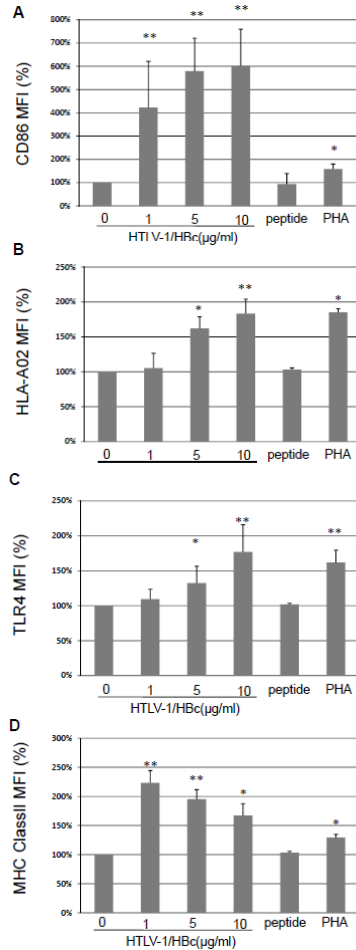 A
CD86 MFI (%)
800%
700%
600%
500%
400%
300%
200%
100%
0%
**
**
**
*
0 1 5 10 peptide PHA
HTLV-1/HBc(μg/ml)
B
HLA-A02 MFI (%)
250%
200%
150%
100%
50%
0%
*
**
*
0 1 5 10 peptide PHA
C
TLR4 MFI (%)
250%
200%
150%
100%
50%
0%
*
**
**
0 1 5 10 peptide PHA
HTLV-1/HBc(μg/ml)
D
MHC ClassII MFI (%)
300%
250%
200%
150%
100%
50%
0%
**
**
*
*
0 1 5 10 peptide PHA
HTLV-1/HBc(μg/ml)